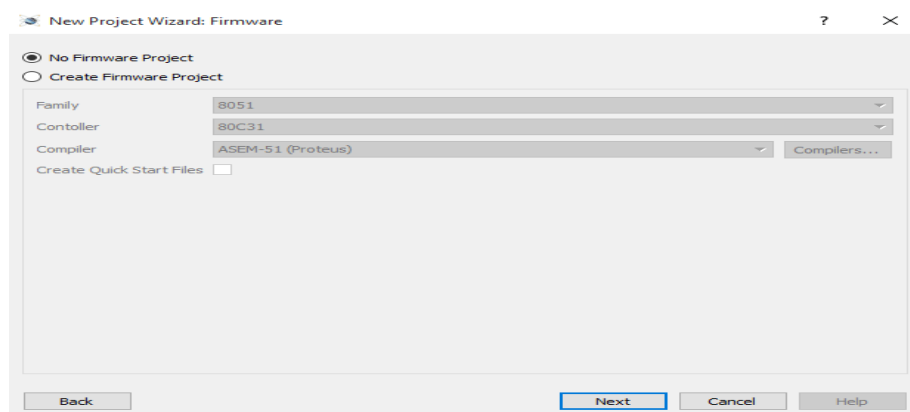 New Project Wizard: Firmware ? ×
No Firmware Project
Create Firmware Project
Family 8051
Contoller 80C31
Compiler ASEM-51 (Proteus) Compilers...
Create Quick Start Files
Back Next Cancel Help